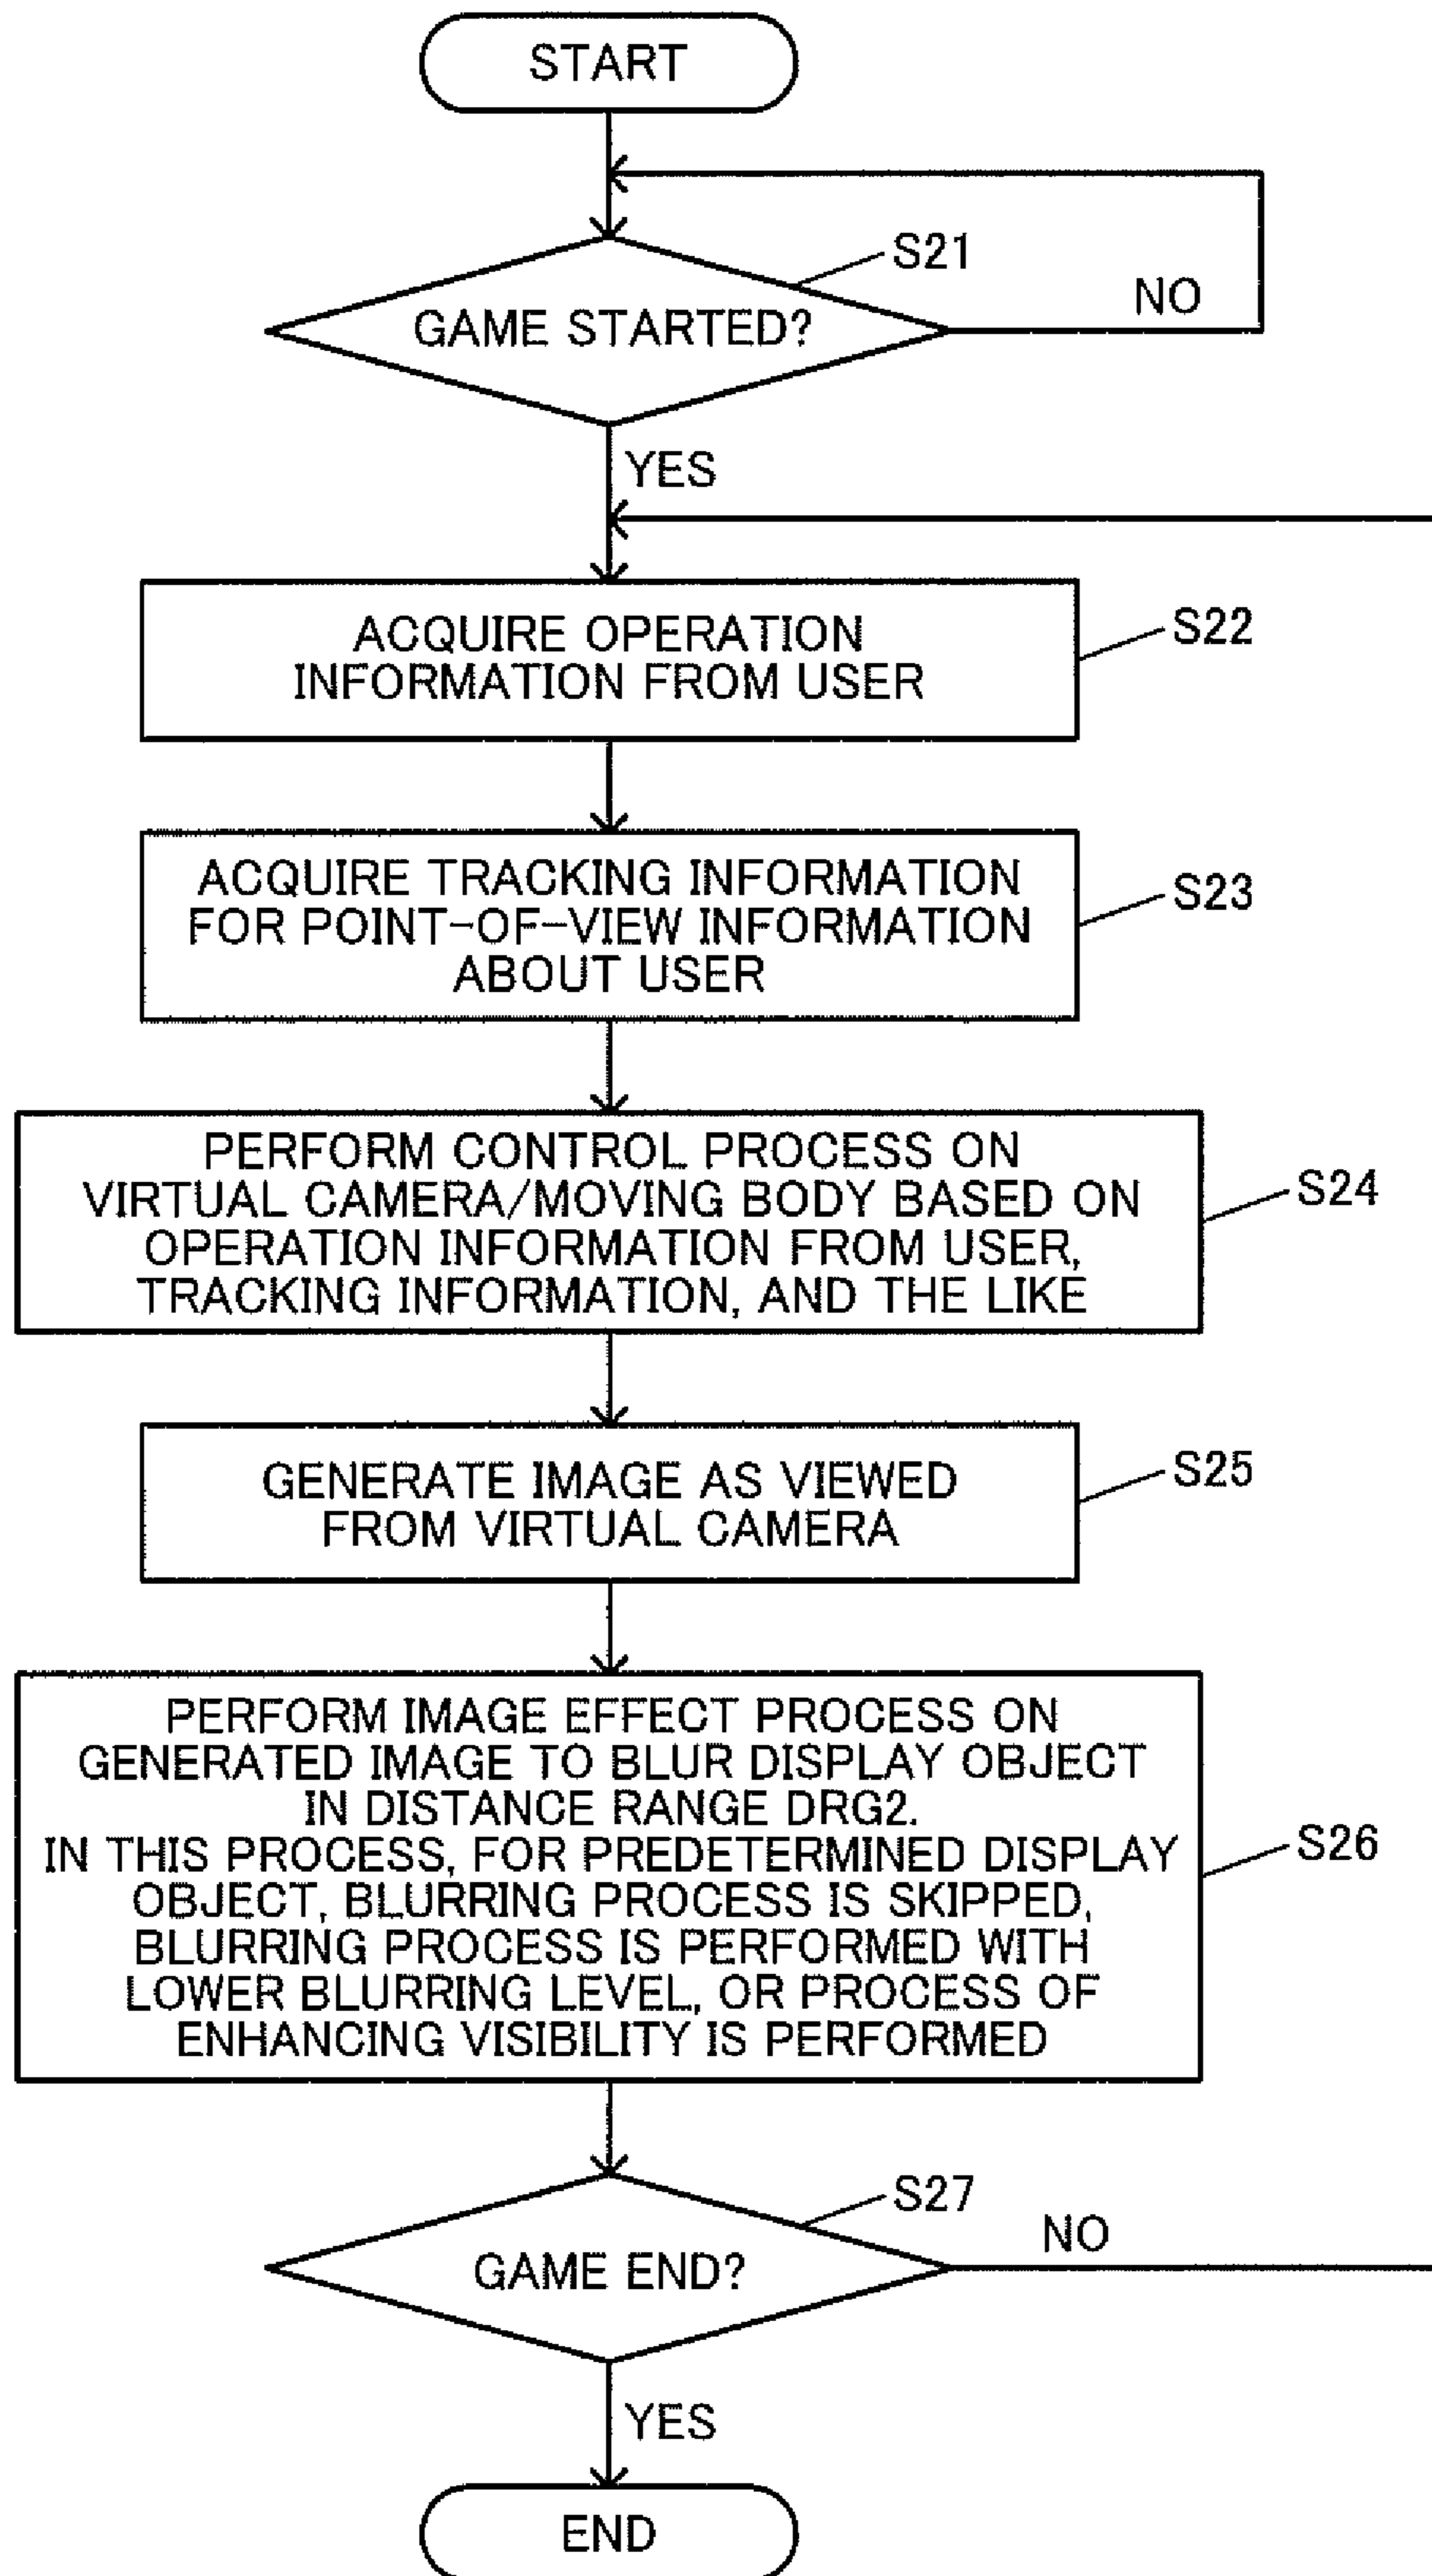 START
S21
GAME STARTED?
NO
YES
ACQUIRE OPERATION
INFORMATION FROM USER
S22
ACQUIRE TRACKING INFORMATION
FOR POINT-OF-VIEW INFORMATION
ABOUT USER
S23
PERFORM CONTROL PROCESS ON
VIRTUAL CAMERA/MOVING BODY BASED ON
OPERATION INFORMATION FROM USER,
TRACKING INFORMATION, AND THE LIKE
S24
GENERATE IMAGE AS VIEWED
FROM VIRTUAL CAMERA
S25
PERFORM IMAGE EFFECT PROCESS ON
GENERATED IMAGE TO BLUR DISPLAY OBJECT
IN DISTANCE RANGE DRG2.
IN THIS PROCESS, FOR PREDETERMINED DISPLAY
OBJECT, BLURRING PROCESS IS SKIPPED,
BLURRING PROCESS IS PERFORMED WITH
LOWER BLURRING LEVEL, OR PROCESS OF
ENHANCING VISIBILITY IS PERFORMED
S26
S27
GAME END?
NO
YES
END